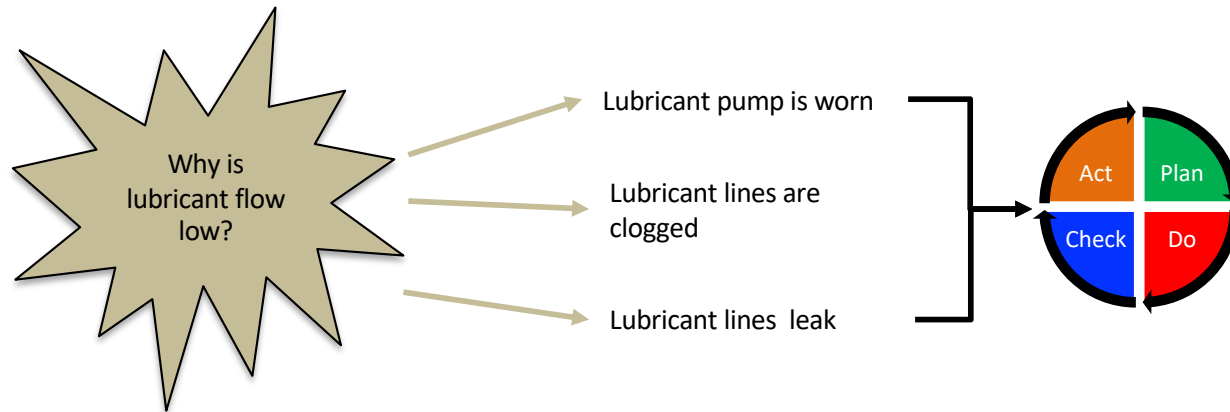 Why is
lubricant flow
low?
Lubricant pump is worn
Lubricant lines are
clogged
Lubricant lines leak
Act
Plan
Check
Do